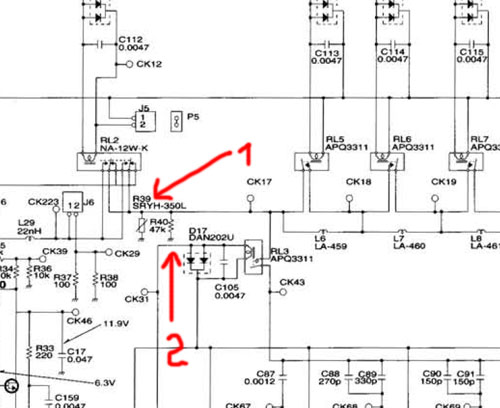 C112
0.0047
C113
0.0047
C114
0.0047
C115
0.0047
CK12
J5
1
2
P5
RL2
NA-12W-K
RL5
APQ3311
RL6
APQ3311
RL7
APQ3311
1
R39
SRYH-350L
CK17
CK18
CK19
CK223
J6
12
R40
47k
L29
22nH
D17
DAN202U
RL3
APQ3311
L6
LA-459
L7
LA-460
L8
LA-461
CK39
CK29
R34
0k
R36
10k
R37
100
R38
100
CK31
C105
0.0047
CK43
2
CK46
11.9V
R33
220
C17
0.047
6.3V
C159
0.0047
C87
0.0012
C88
270p
C89
330p
C90
150p
C91
150p
CK67
CK68
CK69